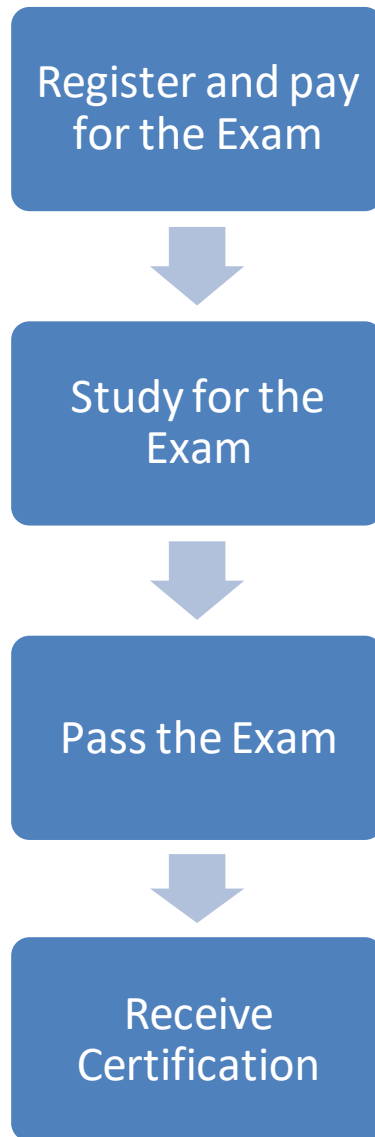 Register and pay
for the Exam
Study for the
Exam
Pass the Exam
Receive
Certification